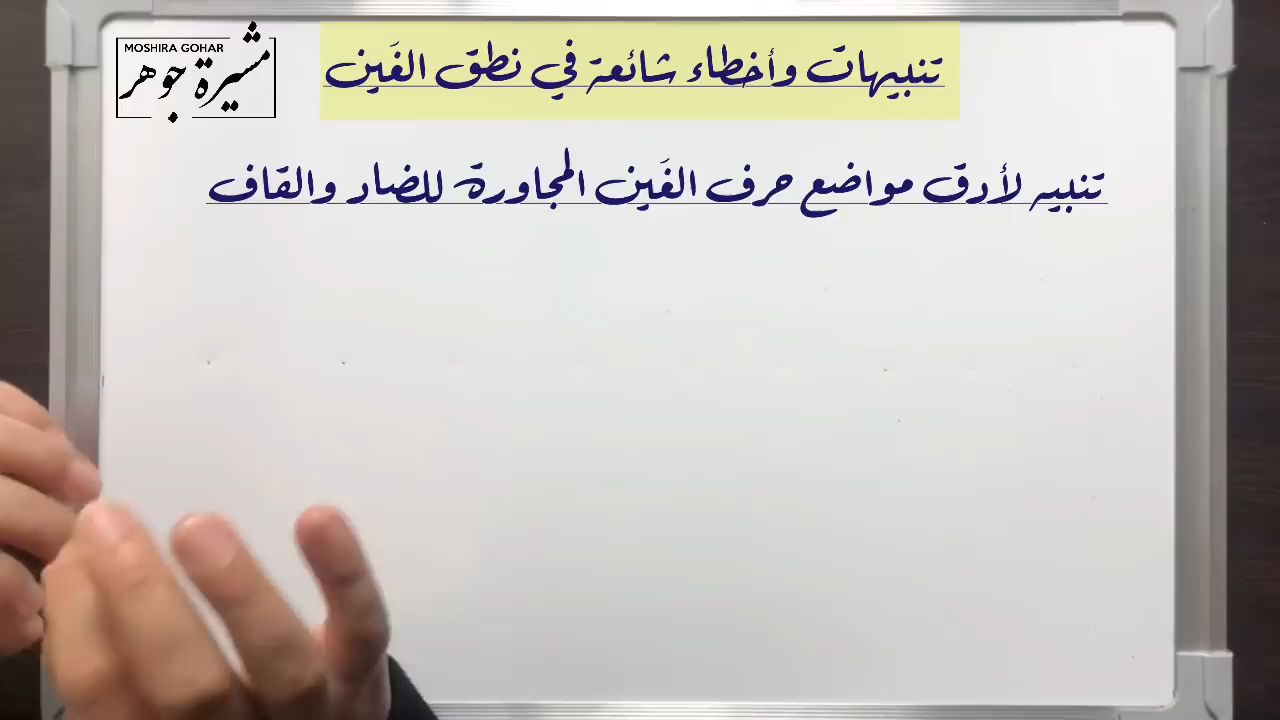 MOSHIRA GOHAR
مشيرة جوهر
تنبيهات وأخطاء شائعة في نطق الغَين
تنبيه لأدق مواضع حرف الغَين المجاورة للضاد والقاف